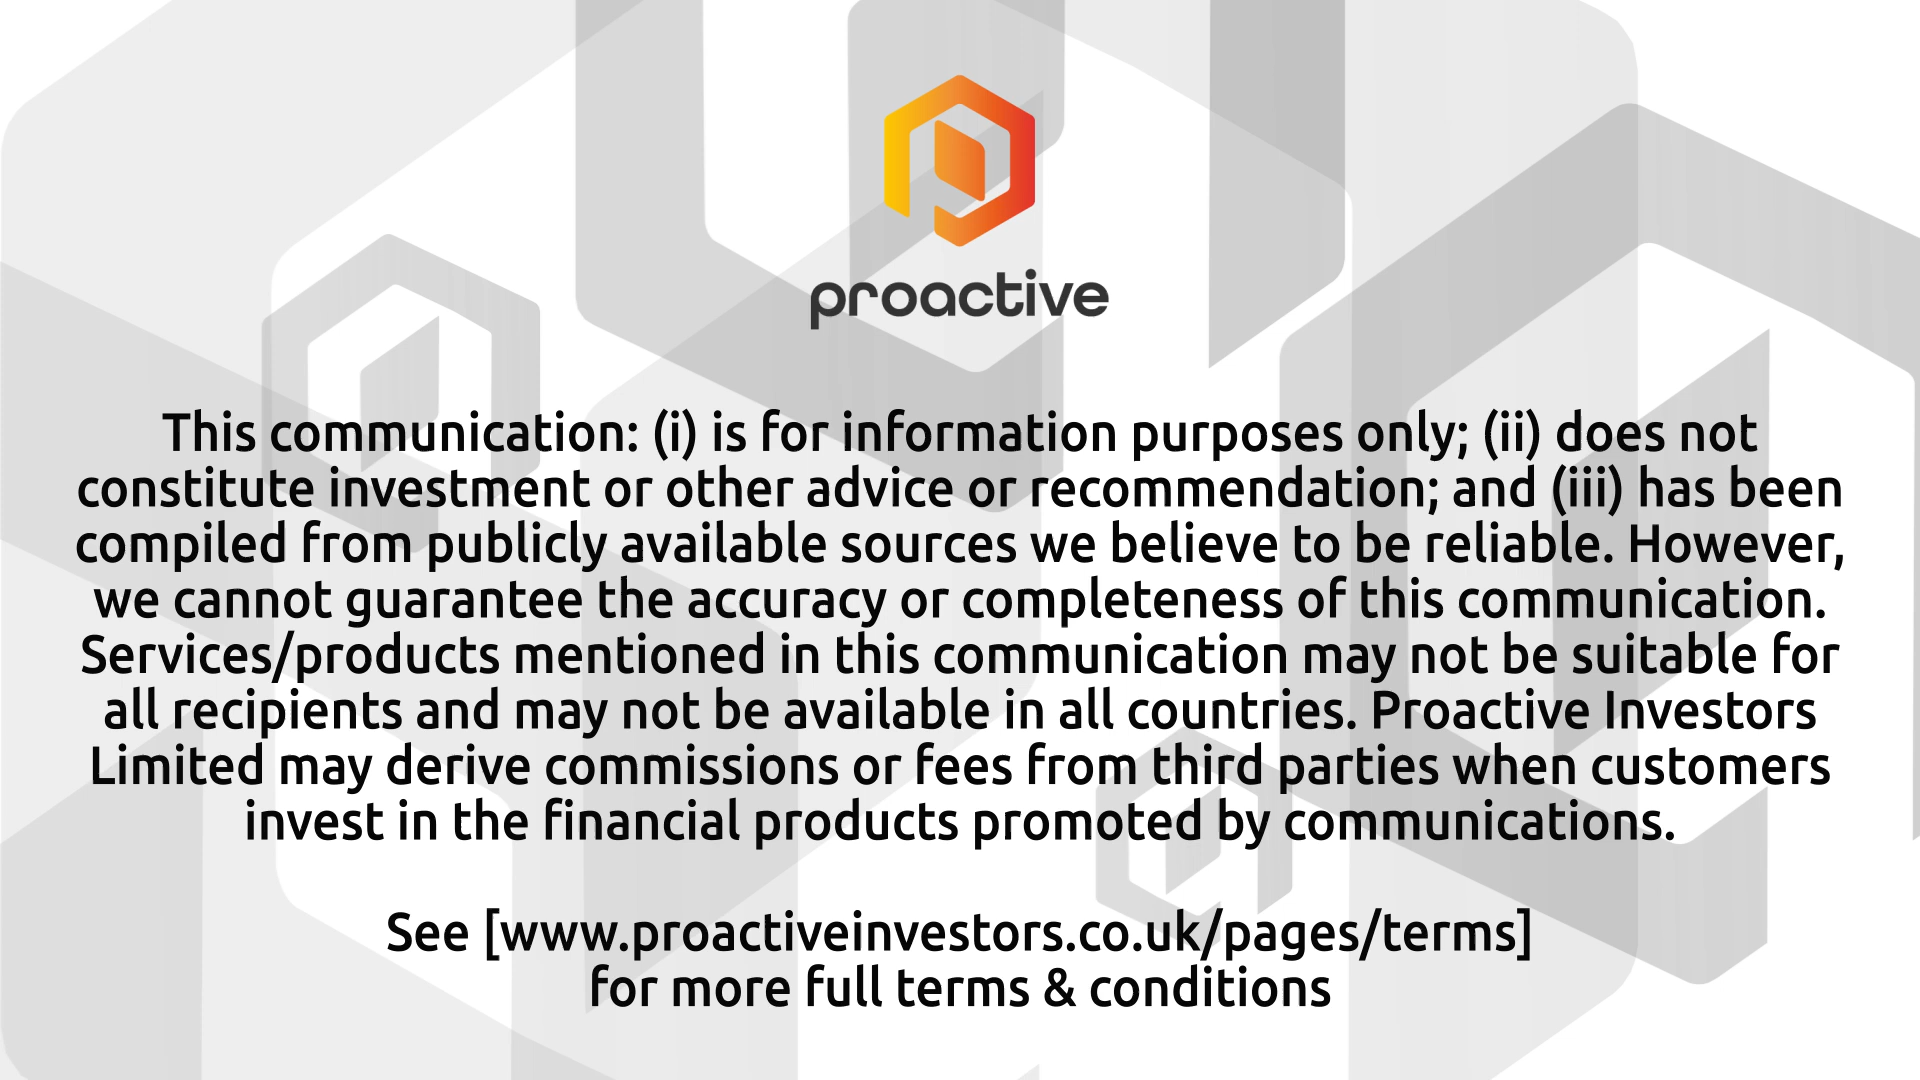 proactive
This communication: (i) is for information purposes only; (ii) does not
constitute investment or other advice or recommendation; and (iii) has been
compiled from publicly available sources we believe to be reliable. However,
we cannot guarantee the accuracy or completeness of this communication.
Services/products mentioned in this communication may not be suitable for
all recipients and may not be available in all countries. Proactive Investors
Limited may derive commissions or fees from third parties when customers
invest in the financial products promoted by communications.
See [www.proactiveinvestors.co.uk/pages/terms]
for more full terms & conditions